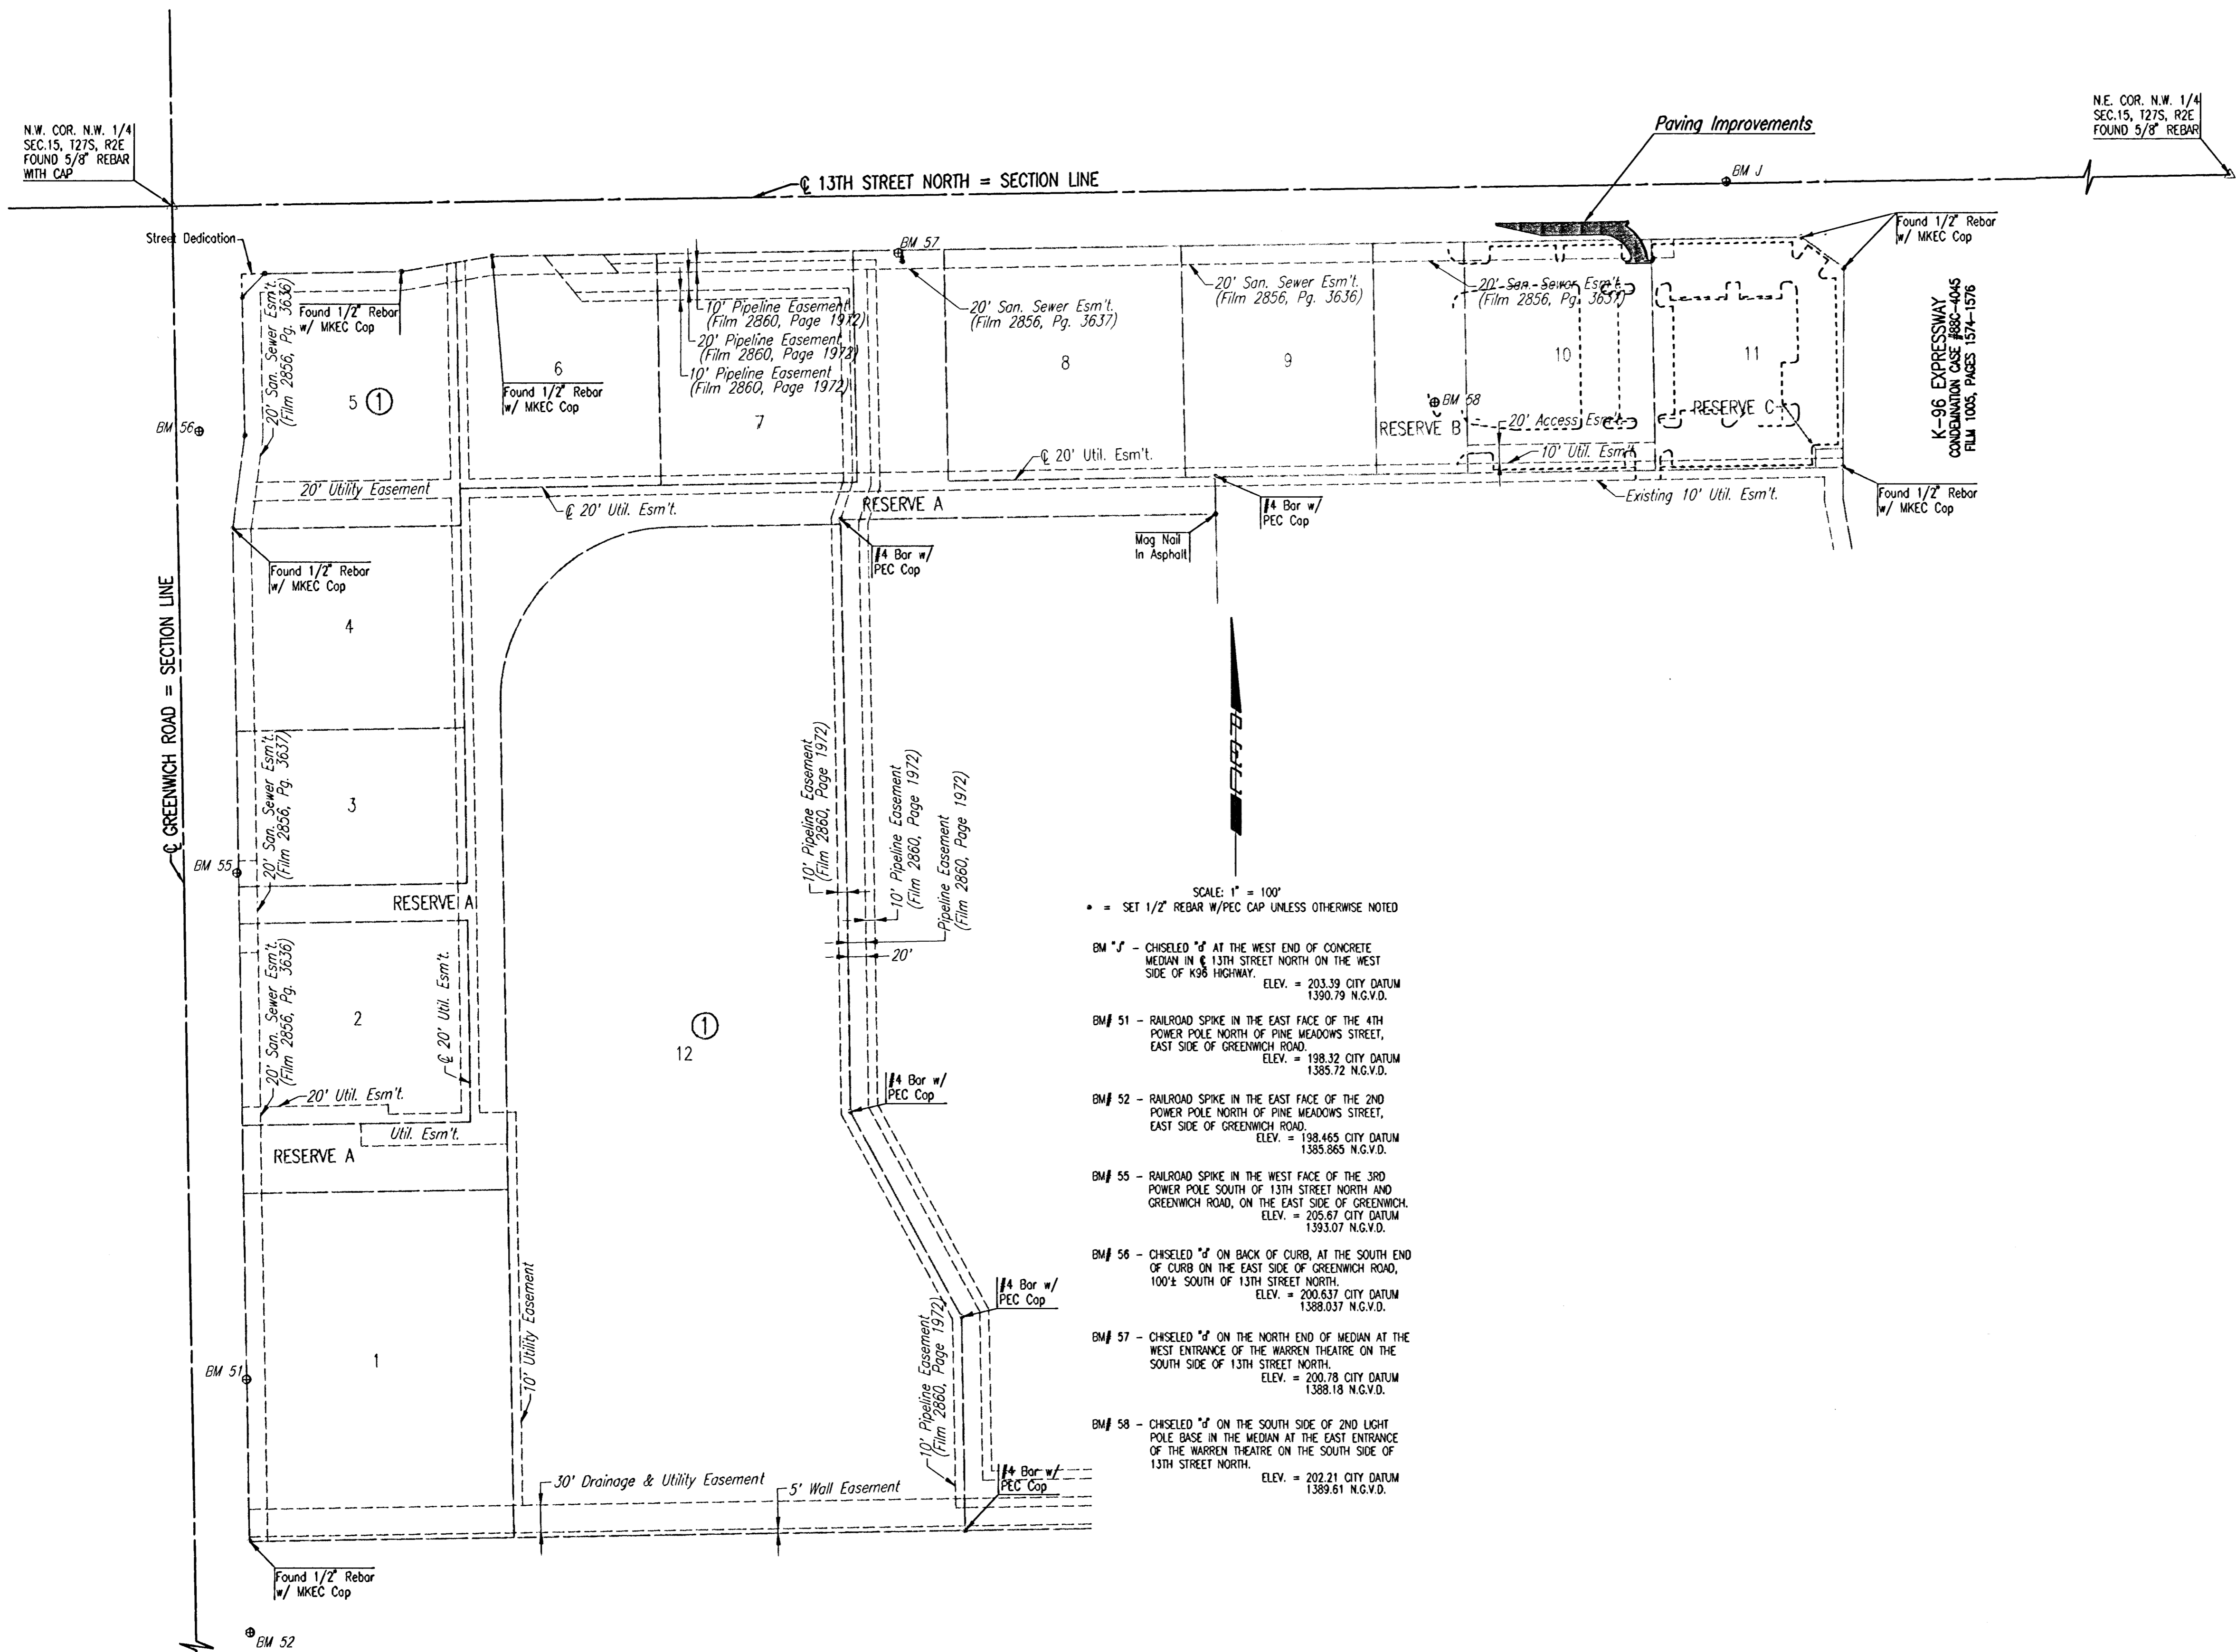 N.W. COR. N.W. 1/4
SEC.15, T27S, R2E
FOUND 5/8" REBAR
WITH CAP
N.E. COR. N.W. 1/4
SEC.15, T27S, R2E
FOUND 5/8" REBAR
Paving Improvements
BM J
℄ 13TH STREET NORTH = SECTION LINE
Street Dedication
BM 57
Found 1/2" Rebar
w/ MKEC Cap
Found 1/2" Rebar
w/ MKEC Cap
20' San. Sewer Esm't.
(Film 2856, Pg. 3636)
10' Pipeline Easement
(Film 2860, Page 1972)
20' Pipeline Easement
(Film 2860, Page 1972)
10' Pipeline Easement
(Film 2860, Page 1972)
20' San. Sewer Esm't.
(Film 2856, Pg. 3637)
20' San. Sewer Esm't.
(Film 2856, Pg. 3636)
20' San. Sewer Esm't.
(Film 2856, Pg. 3637)
K-96 EXPRESSWAY
CONDEMNATION CASE #88C-4045
FILM 1005, PAGES 1574-1576
5 1
6
7
8
9
10
11
Found 1/2" Rebar
w/ MKEC Cap
BM 56
BM 58
RESERVE B
RESERVE C
20' Access Esm't.
10' Util. Esm't.
℄ 20' Util. Esm't.
20' Utility Easement
℄ 20' Util. Esm't.
RESERVE A
Existing 10' Util. Esm't.
Found 1/2" Rebar
w/ MKEC Cap
#4 Bar w/
PEC Cap
Mag Nail
In Asphalt
#4 Bar w/
PEC Cap
Found 1/2" Rebar
w/ MKEC Cap
℄ GREENWICH ROAD = SECTION LINE
4
3
20' San. Sewer Esm't.
(Film 2856, Pg. 3637)
BM 55
RESERVE A
10' Pipeline Easement
(Film 2860, Page 1972)
10' Pipeline Easement
(Film 2860, Page 1972)
Pipeline Easement
(Film 2860, Page 1972)
20'
20' San. Sewer Esm't.
(Film 2856, Pg. 3636)
2
℄ 20' Util. Esm't.
1
12
20' Util. Esm't.
Util. Esm't.
RESERVE A
#4 Bar w/
PEC Cap
#4 Bar w/
PEC Cap
10' Utility Easement
10' Pipeline Easement
(Film 2860, Page 1972)
1
BM 51
30' Drainage & Utility Easement
5' Wall Easement
#4 Bar w/
PEC Cap
Found 1/2" Rebar
w/ MKEC Cap
BM 52
SCALE: 1" = 100'
• = SET 1/2" REBAR W/PEC CAP UNLESS OTHERWISE NOTED
BM "J" - CHISELED "d" AT THE WEST END OF CONCRETE
MEDIAN IN ℄ 13TH STREET NORTH ON THE WEST
SIDE OF K96 HIGHWAY.
ELEV. = 203.39 CITY DATUM
1390.79 N.G.V.D.
BM# 51 - RAILROAD SPIKE IN THE EAST FACE OF THE 4TH
POWER POLE NORTH OF PINE MEADOWS STREET,
EAST SIDE OF GREENWICH ROAD.
ELEV. = 198.32 CITY DATUM
1385.72 N.G.V.D.
BM# 52 - RAILROAD SPIKE IN THE EAST FACE OF THE 2ND
POWER POLE NORTH OF PINE MEADOWS STREET,
EAST SIDE OF GREENWICH ROAD.
ELEV. = 198.465 CITY DATUM
1385.865 N.G.V.D.
BM# 55 - RAILROAD SPIKE IN THE WEST FACE OF THE 3RD
POWER POLE SOUTH OF 13TH STREET NORTH AND
GREENWICH ROAD, ON THE EAST SIDE OF GREENWICH.
ELEV. = 205.67 CITY DATUM
1393.07 N.G.V.D.
BM# 56 - CHISELED "d" ON BACK OF CURB, AT THE SOUTH END
OF CURB ON THE EAST SIDE OF GREENWICH ROAD,
100'± SOUTH OF 13TH STREET NORTH.
ELEV. = 200.637 CITY DATUM
1388.037 N.G.V.D.
BM# 57 - CHISELED "d" ON THE NORTH END OF MEDIAN AT THE
WEST ENTRANCE OF THE WARREN THEATRE ON THE
SOUTH SIDE OF 13TH STREET NORTH.
ELEV. = 200.78 CITY DATUM
1388.18 N.G.V.D.
BM# 58 - CHISELED "d" ON THE SOUTH SIDE OF 2ND LIGHT
POLE BASE IN THE MEDIAN AT THE EAST ENTRANCE
OF THE WARREN THEATRE ON THE SOUTH SIDE OF
13TH STREET NORTH.
ELEV. = 202.21 CITY DATUM
1389.61 N.G.V.D.